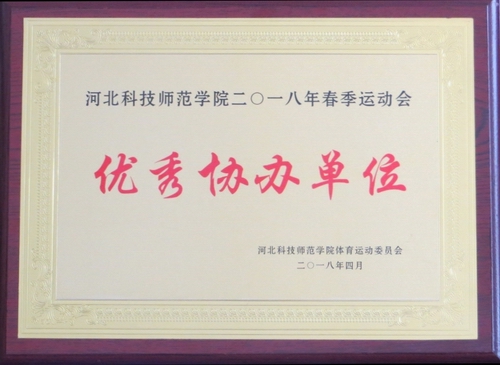 河北科技师范学院二〇一八年春季运动会
优秀协办单位
河北科技师范学院体育运动委员会
二〇一八年四月